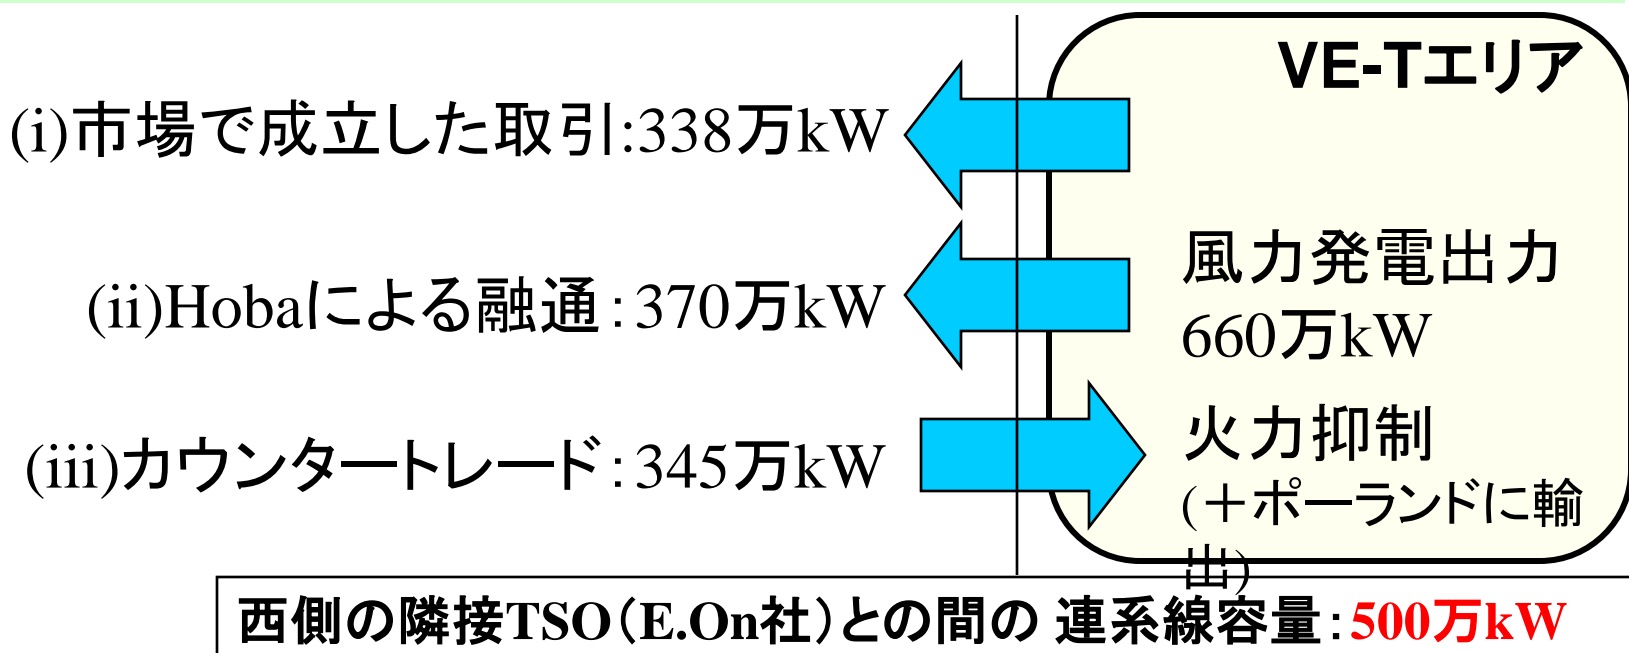 VE-Tエリア
(i)市場で成立した取引:338万kW
風力発電出力
(ii)Hobaによる融通:370万kW
660万kW
火力抑制
(iii)カウンタートレード:345万kW
(＋ポーランドに輸
出)
西側の隣接TSO(E.On社)との間の 連系線容量:500万kW